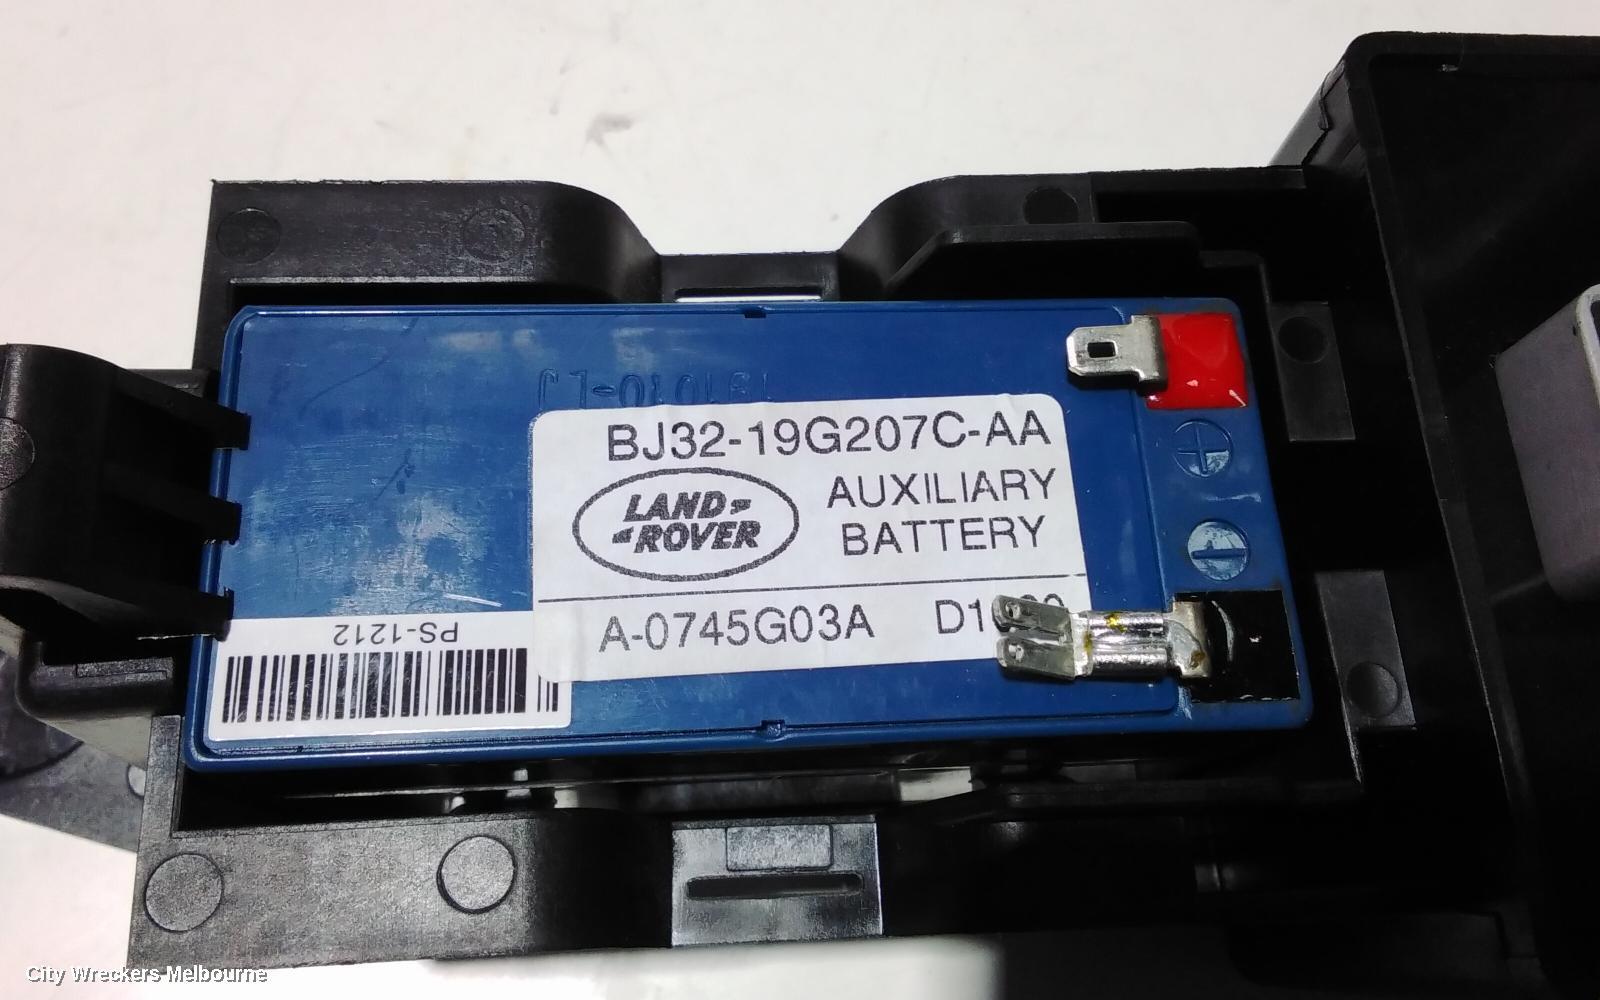 BJ32-19G207C-AA
LAND
ROVER
AUXILIARY
BATTERY
A-0745G03A
PS-1212
+
-
City Wreckers Melbourne